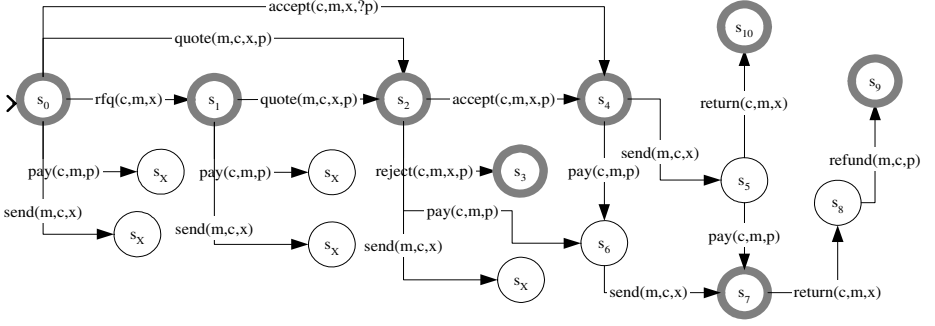 accept(c,m,x,?p)
s10
quote(m,c,x,p)
s9
s0 rfq(c,m,x) s1 quote(m,c,x,p) s2 accept(c,m,x,p) s4 return(c,m,x)
send(m,c,x)
refund(m,c,p)
pay(c,m,p) sX pay(c,m,p) sX reject(c,m,x,p) s3 pay(c,m,p) s5
s8
send(m,c,x) sX send(m,c,x) sX pay(c,m,p) s6 pay(c,m,p)
send(m,c,x)
sX send(m,c,x) s7 return(c,m,x)